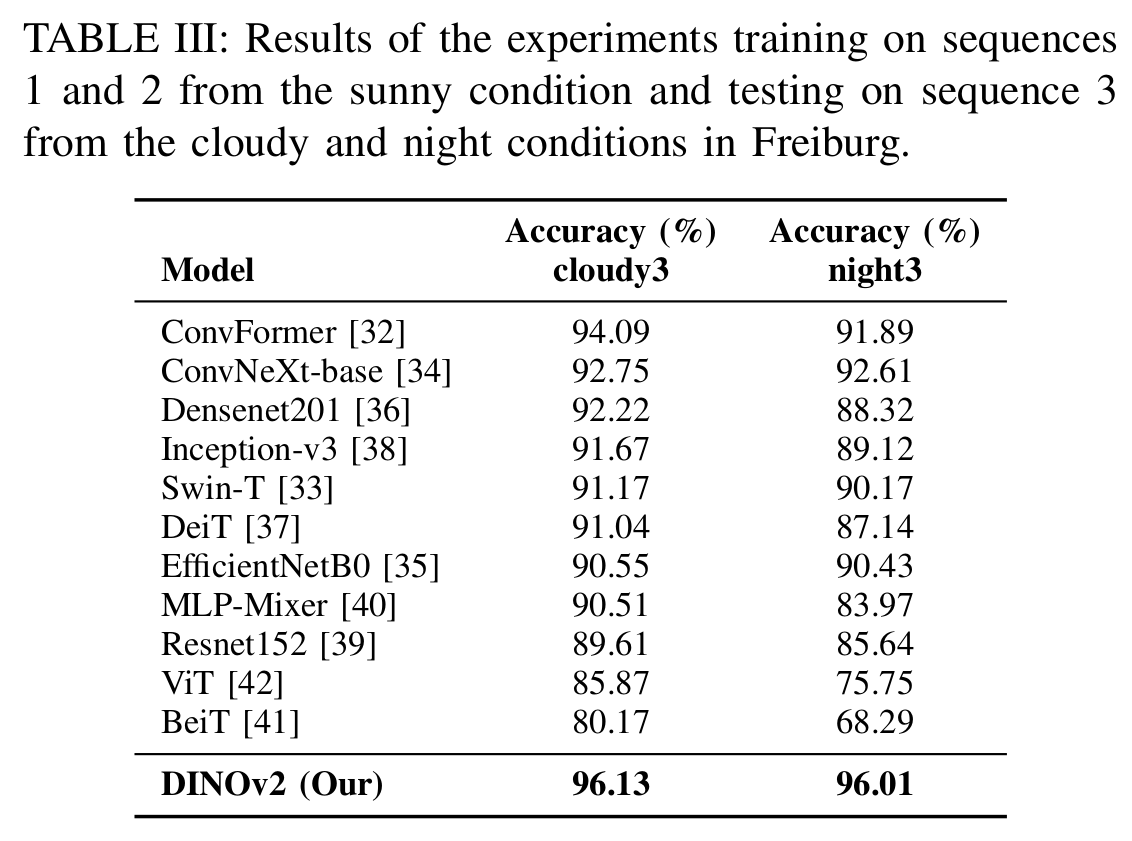 TABLE III: Results of the experiments training on sequences
1 and 2 from the sunny condition and testing on sequence 3
from the cloudy and night conditions in Freiburg.
Model Accuracy (%) cloudy3 Accuracy (%) night3
ConvFormer [32] 94.09 91.89
ConvNeXt-base [34] 92.75 92.61
Densenet201 [36] 92.22 88.32
Inception-v3 [38] 91.67 89.12
Swin-T [33] 91.17 90.17
DeiT [37] 91.04 87.14
EfficientNetB0 [35] 90.55 90.43
MLP-Mixer [40] 90.51 83.97
Resnet152 [39] 89.61 85.64
ViT [42] 85.87 75.75
BeiT [41] 80.17 68.29
DINOv2 (Our) 96.13 96.01